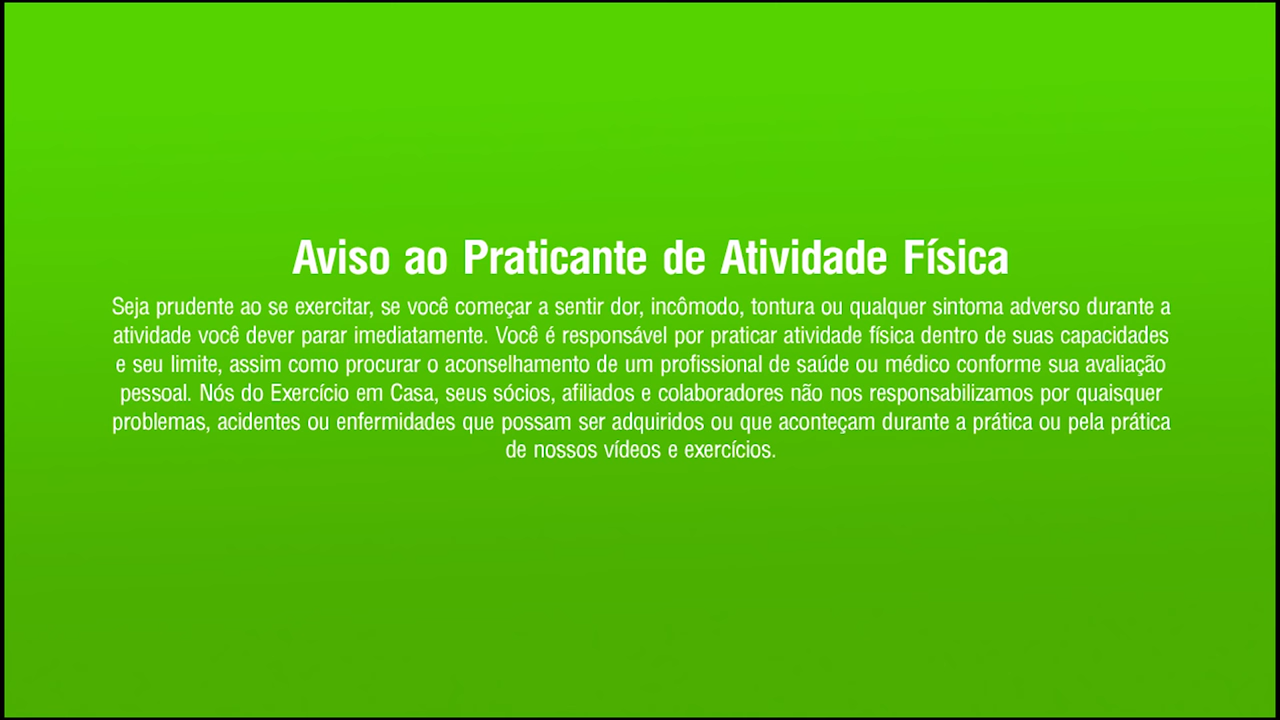 Aviso ao Praticante de Atividade Física
Seja prudente ao se exercitar, se você começar a sentir dor, incômodo, tontura ou qualquer sintoma adverso durante a
atividade você dever parar imediatamente. Você é responsável por praticar atividade física dentro de suas capacidades
e seu limite, assim como procurar o aconselhamento de um profissional de saúde ou médico conforme sua avaliação
pessoal. Nós do Exercício em Casa, seus sócios, afiliados e colaboradores não nos responsabilizamos por quaisquer
problemas, acidentes ou enfermidades que possam ser adquiridos ou que aconteçam durante a prática ou pela prática
de nossos vídeos e exercícios.